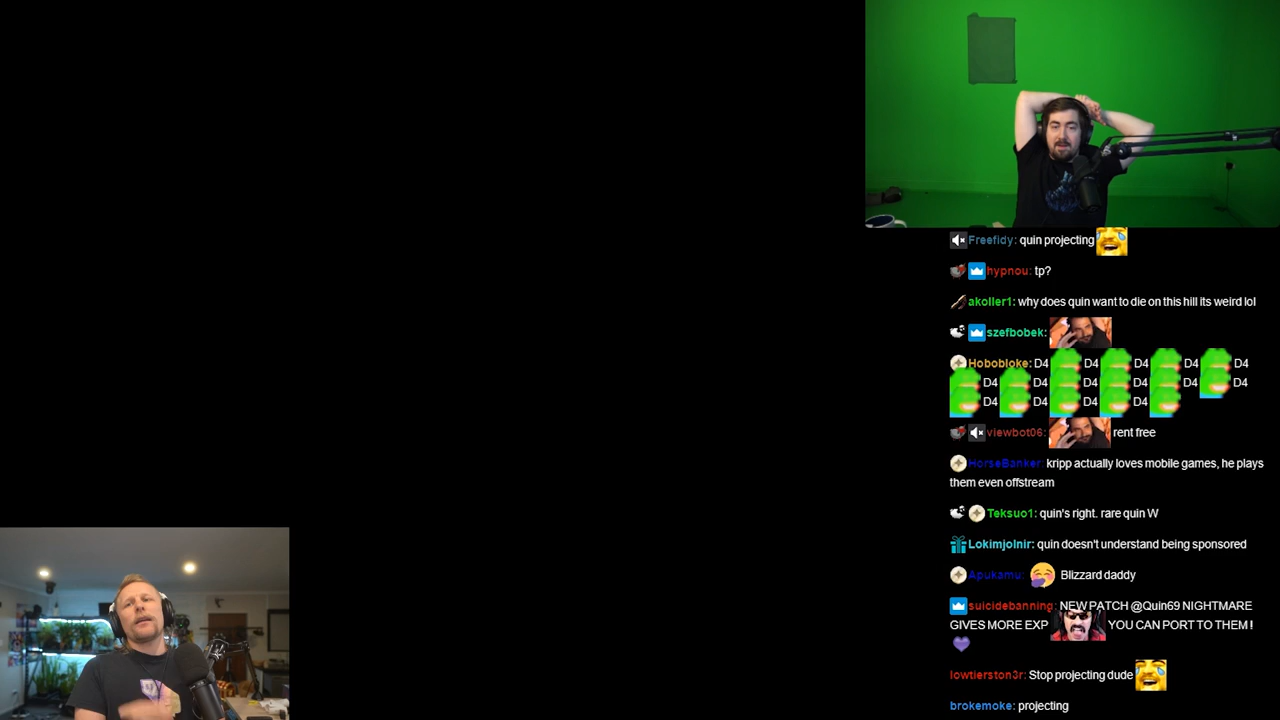 Freefidy: quin projecting
hypnou: tp?
akoller1: why does quin want to die on this hill its weird lol
szefbobek:
Hobobloke: D4 D4 D4 D4 D4
D4 D4 D4 D4 D4 D4
D4 D4 D4 D4
viewbot06: rent free
HorseBanker: kripp actually loves mobile games, he plays
them even offstream
Teksuo1: quin's right. rare quin W
Lokimjolnir: quin doesn't understand being sponsored
Apukamu: Blizzard daddy
suicidebanning: NEW PATCH @Quin69 NIGHTMARE
GIVES MORE EXP YOU CAN PORT TO THEM !
lowtierston3r: Stop projecting dude
brokemoke: projecting